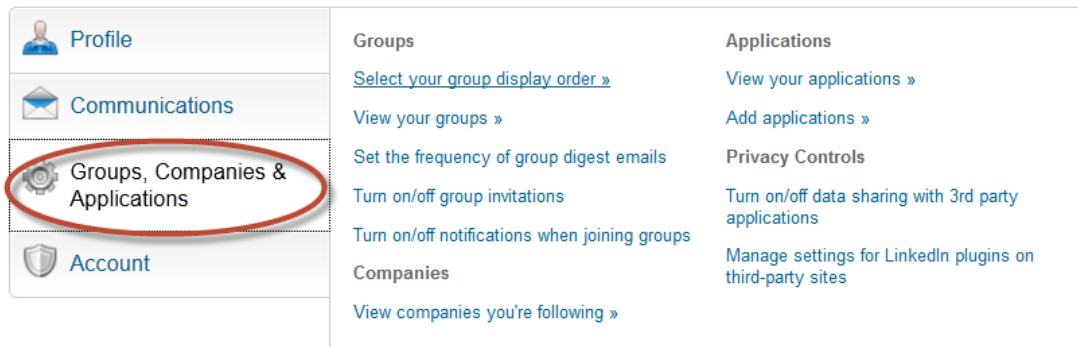 Profile
Communications
Groups, Companies &
Applications
Account
Groups
Select your group display order »
View your groups »
Set the frequency of group digest emails
Turn on/off group invitations
Turn on/off notifications when joining groups
Companies
View companies you're following »
Applications
View your applications »
Add applications »
Privacy Controls
Turn on/off data sharing with 3rd party
applications
Manage settings for LinkedIn plugins on
third-party sites